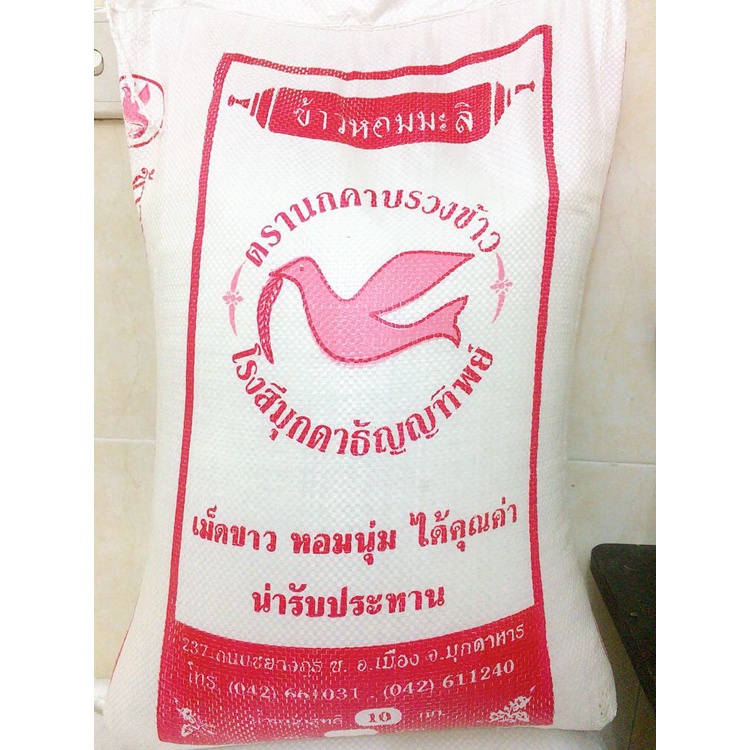 ข้าวหอมมะลิ
ตรานกคาบรวงข้าว
โรงสีมุกดาธัญญทิพย์
เม็ดขาว หอมนุ่ม ได้คุณค่า
น่ารับประทาน
237 ถนนชยางกูร ข. อ.เมือง จ.มุกดาหาร
โทร. (042) 661031 , (042) 611240
10 กก.